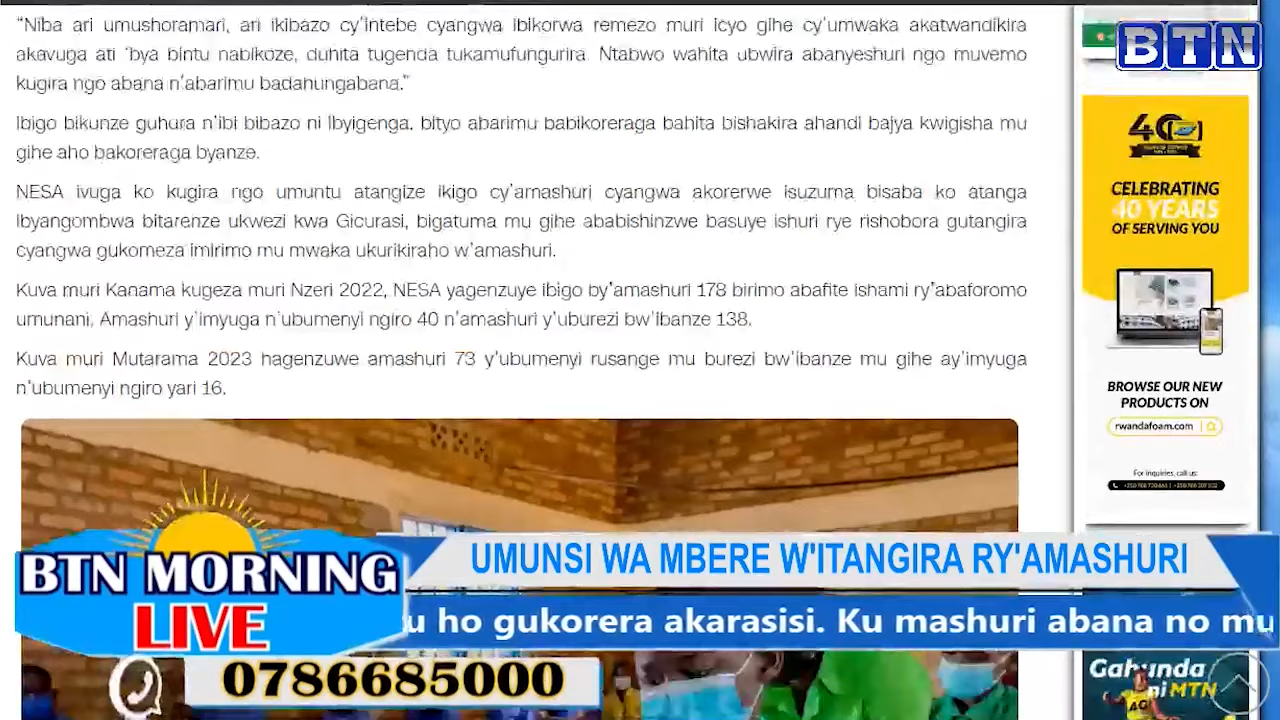 “Niba ari umushoramari, ari ikibazo cy’intebe cyangwa ibikorwa remezo muri icyo gihe cy’umwaka akatwandikira
akavuga ati ‘bya bintu nabikoze, duhita tugenda tukamufungurira. Ntabwo wahita ubwira abanyeshuri ngo muvemo
kugira ngo abana n’abarimu badahungabana.”
Ibigo bikunze guhura n’ibi bibazo ni ibyigenga, bityo abarimu babikoreraga bahita bishakira ahandi bajya kwigisha mu
gihe aho bakoreraga byanze.
NESA ivuga ko kugira ngo umuntu atangize ikigo cy’amashuri cyangwa akorerwe isuzuma bisaba ko atanga
ibyangombwa bitarenze ukwezi kwa Gicurasi, bigatuma mu gihe ababishinzwe basuye ishuri rye rishobora gutangira
cyangwa gukomeza imirimo mu mwaka ukurikiraho w’amashuri.
Kuva muri Kanama kugeza muri Nzeri 2022, NESA yagenzuye ibigo by’amashuri 178 birimo abafite ishami ry’abaforomo
umunani, Amashuri y’imyuga n’ubumenyi ngiro 40 n’amashuri y’uburezi bw’ibanze 138.
Kuva muri Mutarama 2023 hagenzuwe amashuri 73 y’ubumenyi rusange mu burezi bw’ibanze mu gihe ay’imyuga
n’ubumenyi ngiro yari 16.
BTN
40
CELEBRATING
40 YEARS
OF SERVING YOU
BROWSE OUR NEW
PRODUCTS ON
rwandafoam.com
For inquiries, call us:
BTN MORNING
LIVE
UMUNSI WA MBERE W'ITANGIRA RY'AMASHURI
u ho gukorera akarasisi. Ku mashuri abana no mu
0786685000
Gahunda
ni MTN
4G